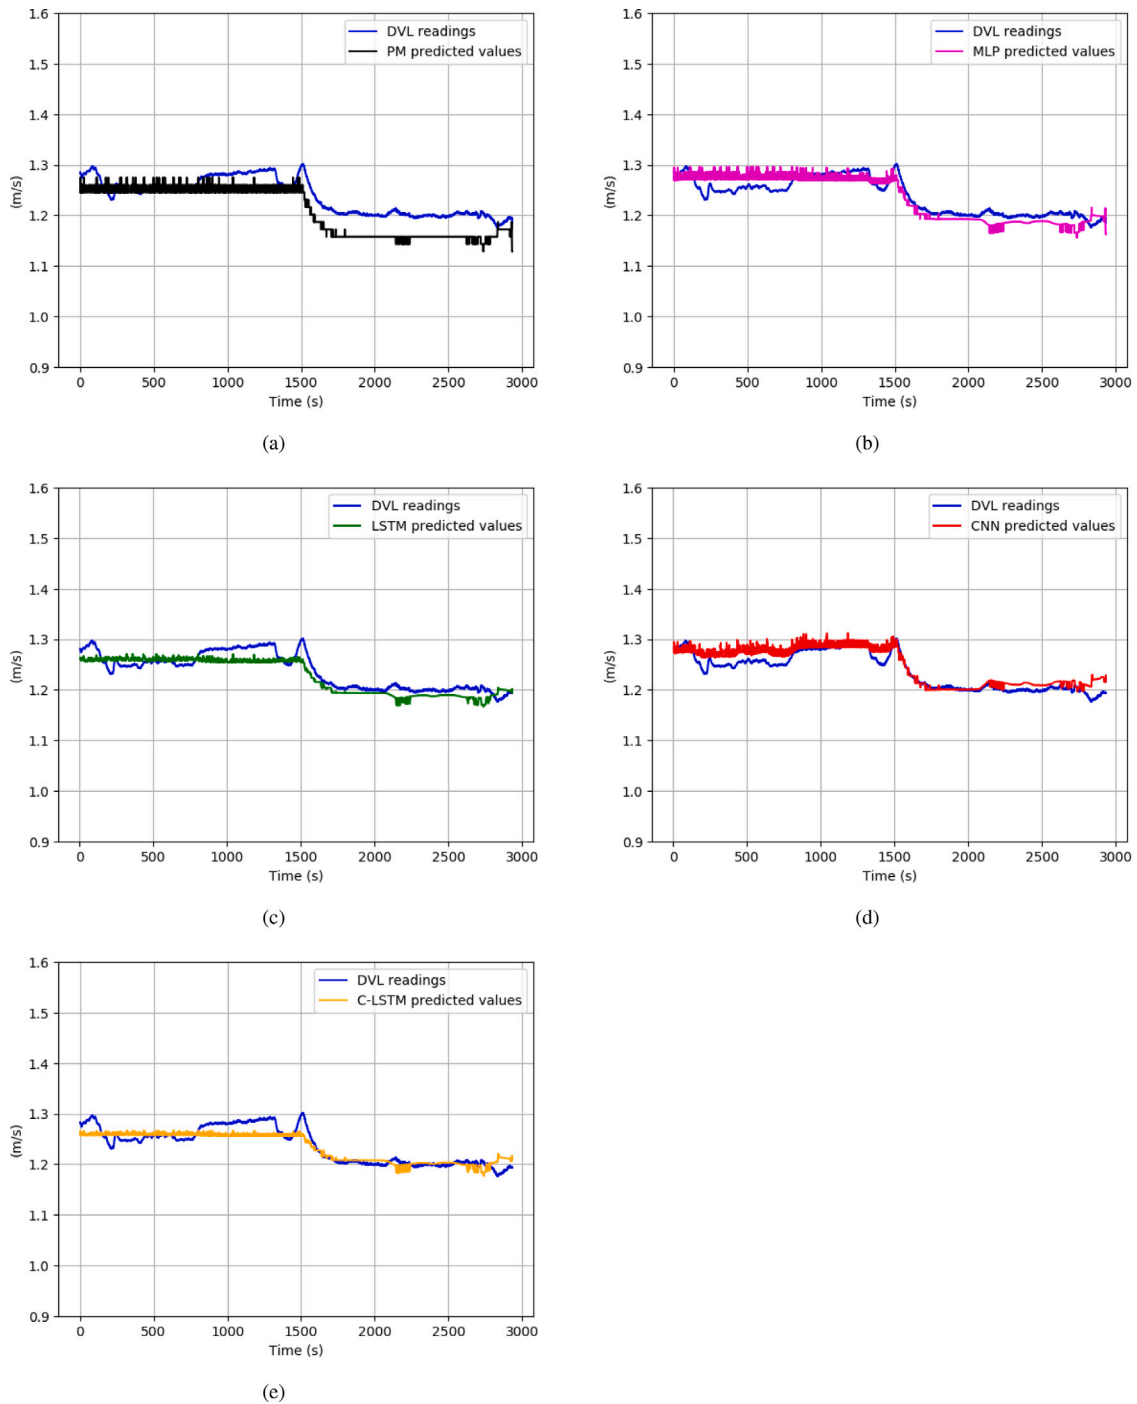 1.6
1.5
1.4
1.3
1.2
1.1
1.0
0.9
(m/s)
DVL readings
PM predicted values
0 500 1000 1500 2000 2500 3000
Time (s)
(a)
1.6
1.5
1.4
1.3
1.2
1.1
1.0
0.9
(m/s)
DVL readings
MLP predicted values
0 500 1000 1500 2000 2500 3000
Time (s)
(b)
1.6
1.5
1.4
1.3
1.2
1.1
1.0
0.9
(m/s)
DVL readings
LSTM predicted values
0 500 1000 1500 2000 2500 3000
Time (s)
(c)
1.6
1.5
1.4
1.3
1.2
1.1
1.0
0.9
(m/s)
DVL readings
CNN predicted values
0 500 1000 1500 2000 2500 3000
Time (s)
(d)
1.6
1.5
1.4
1.3
1.2
1.1
1.0
0.9
(m/s)
DVL readings
C-LSTM predicted values
0 500 1000 1500 2000 2500 3000
Time (s)
(e)